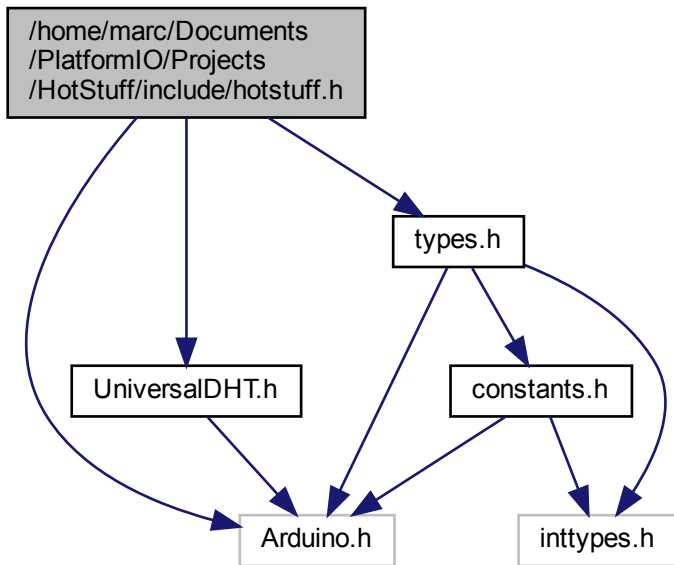 /home/marc/Documents
/PlatformIO/Projects
/HotStuff/include/hotstuff.h
types.h
UniversalDHT.h
constants.h
Arduino.h
inttypes.h